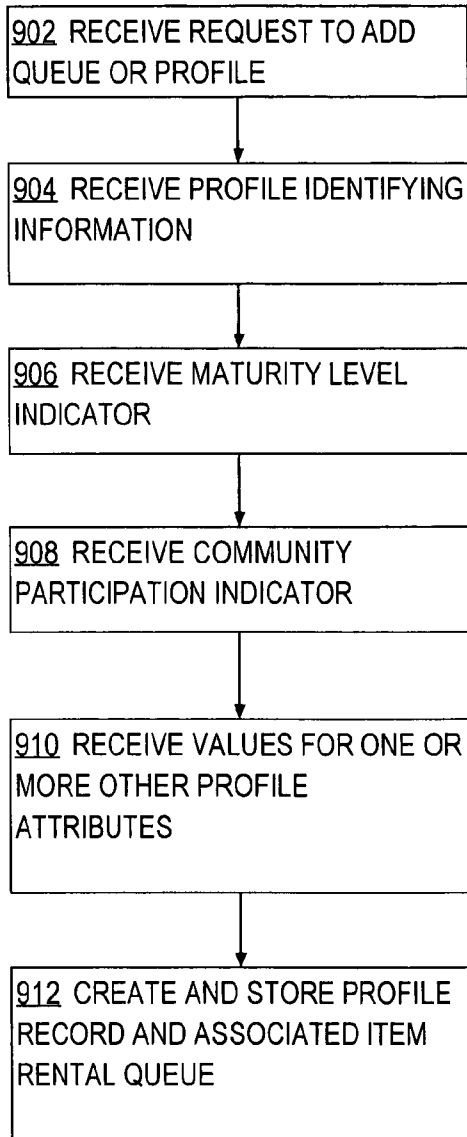 902 RECEIVE REQUEST TO ADD
QUEUE OR PROFILE
904 RECEIVE PROFILE IDENTIFYING
INFORMATION
906 RECEIVE MATURITY LEVEL
INDICATOR
908 RECEIVE COMMUNITY
PARTICIPATION INDICATOR
910 RECEIVE VALUES FOR ONE OR
MORE OTHER PROFILE
ATTRIBUTES
912 CREATE AND STORE PROFILE
RECORD AND ASSOCIATED ITEM
RENTAL QUEUE